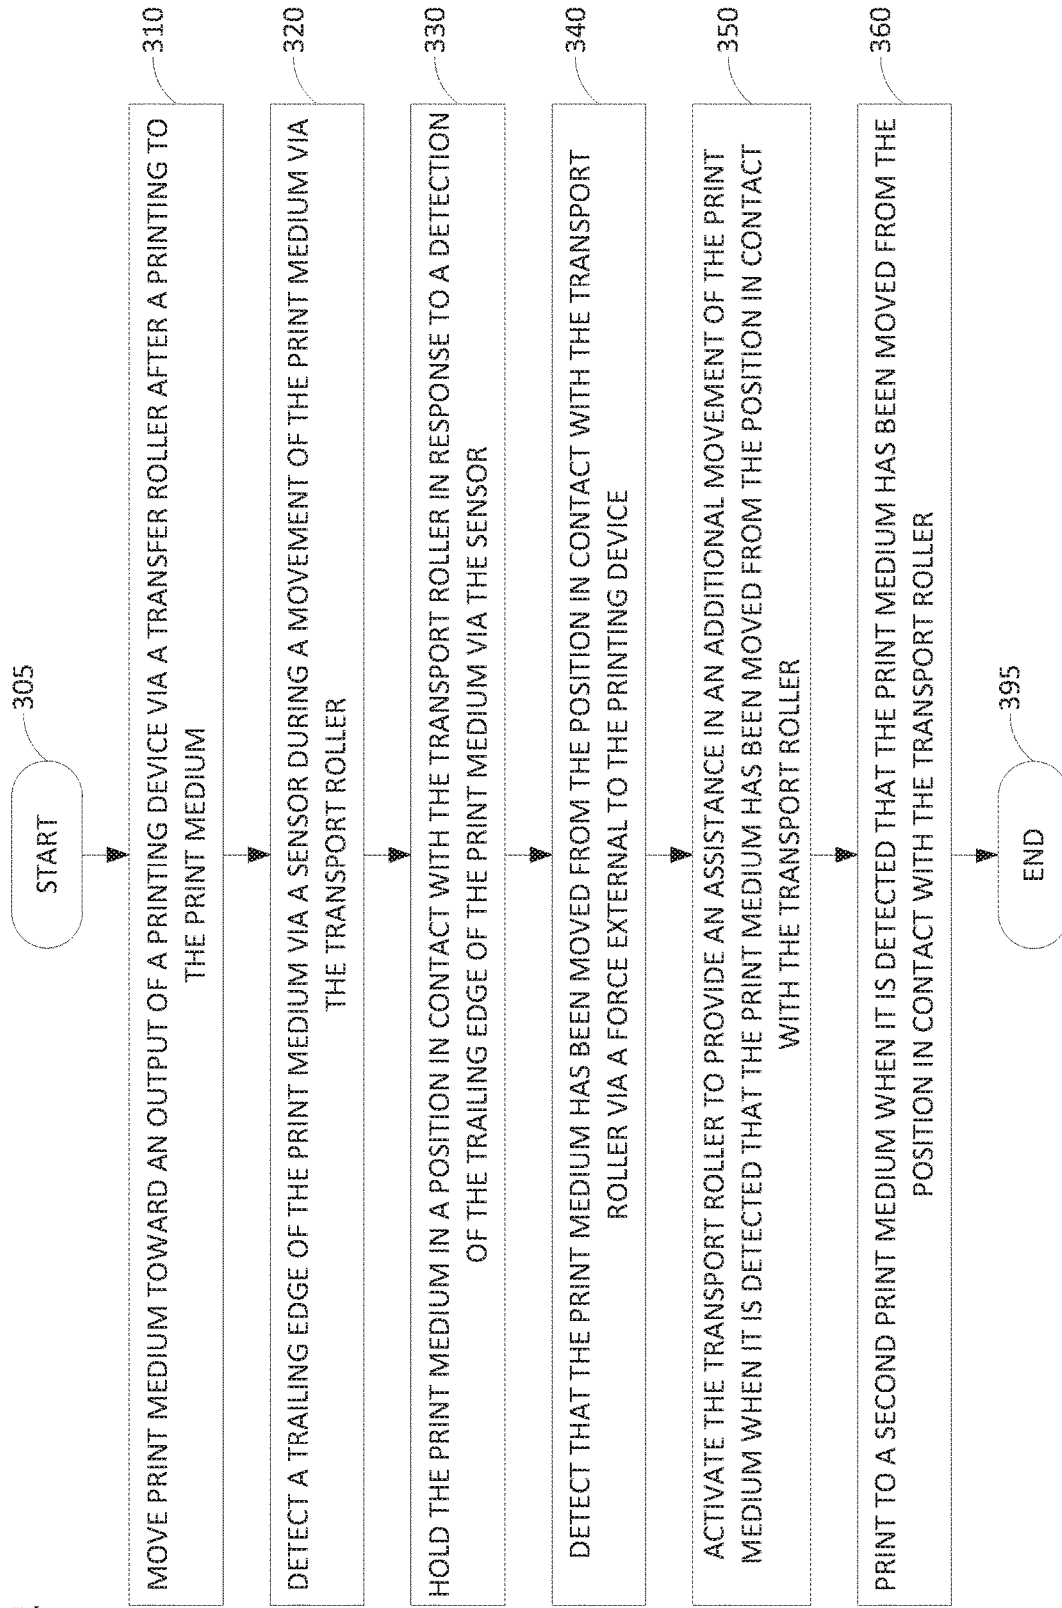 305
START
310
MOVE PRINT MEDIUM TOWARD AN OUTPUT OF A PRINTING DEVICE VIA A TRANSFER ROLLER AFTER A PRINTING TO
THE PRINT MEDIUM
320
DETECT A TRAILING EDGE OF THE PRINT MEDIUM VIA A SENSOR DURING A MOVEMENT OF THE PRINT MEDIUM VIA
THE TRANSPORT ROLLER
330
HOLD THE PRINT MEDIUM IN A POSITION IN CONTACT WITH THE TRANSPORT ROLLER IN RESPONSE TO A DETECTION
OF THE TRAILING EDGE OF THE PRINT MEDIUM VIA THE SENSOR
340
DETECT THAT THE PRINT MEDIUM HAS BEEN MOVED FROM THE POSITION IN CONTACT WITH THE TRANSPORT
ROLLER VIA A FORCE EXTERNAL TO THE PRINTING DEVICE
350
ACTIVATE THE TRANSPORT ROLLER TO PROVIDE AN ASSISTANCE IN AN ADDITIONAL MOVEMENT OF THE PRINT
MEDIUM WHEN IT IS DETECTED THAT THE PRINT MEDIUM HAS BEEN MOVED FROM THE POSITION IN CONTACT
WITH THE TRANSPORT ROLLER
360
PRINT TO A SECOND PRINT MEDIUM WHEN IT IS DETECTED THAT THE PRINT MEDIUM HAS BEEN MOVED FROM THE
POSITION IN CONTACT WITH THE TRANSPORT ROLLER
395
END